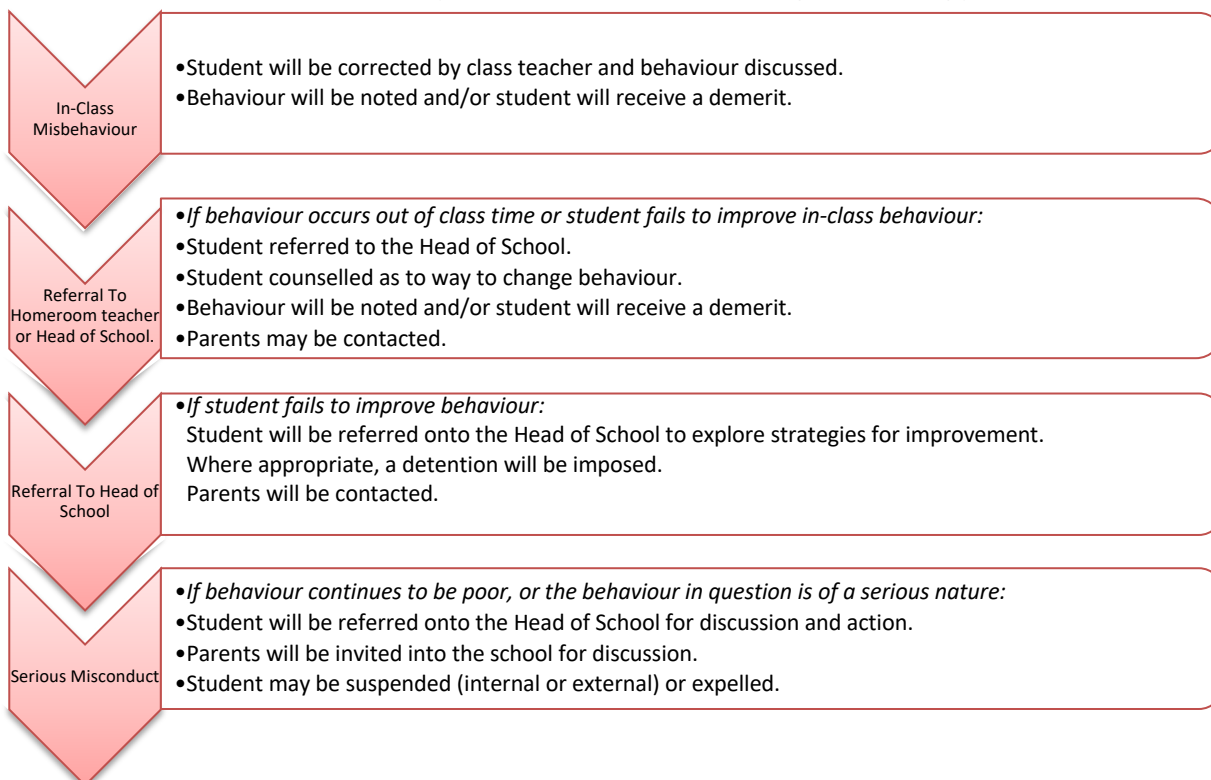 In-Class
Misbehaviour
•Student will be corrected by class teacher and behaviour discussed.
•Behaviour will be noted and/or student will receive a demerit.
Referral To
Homeroom teacher
or Head of School.
•If behaviour occurs out of class time or student fails to improve in-class behaviour:
•Student referred to the Head of School.
•Student counselled as to way to change behaviour.
•Behaviour will be noted and/or student will receive a demerit.
•Parents may be contacted.
Referral To Head of
School
•If student fails to improve behaviour:
Student will be referred onto the Head of School to explore strategies for improvement.
Where appropriate, a detention will be imposed.
Parents will be contacted.
Serious Misconduct
•If behaviour continues to be poor, or the behaviour in question is of a serious nature:
•Student will be referred onto the Head of School for discussion and action.
•Parents will be invited into the school for discussion.
•Student may be suspended (internal or external) or expelled.